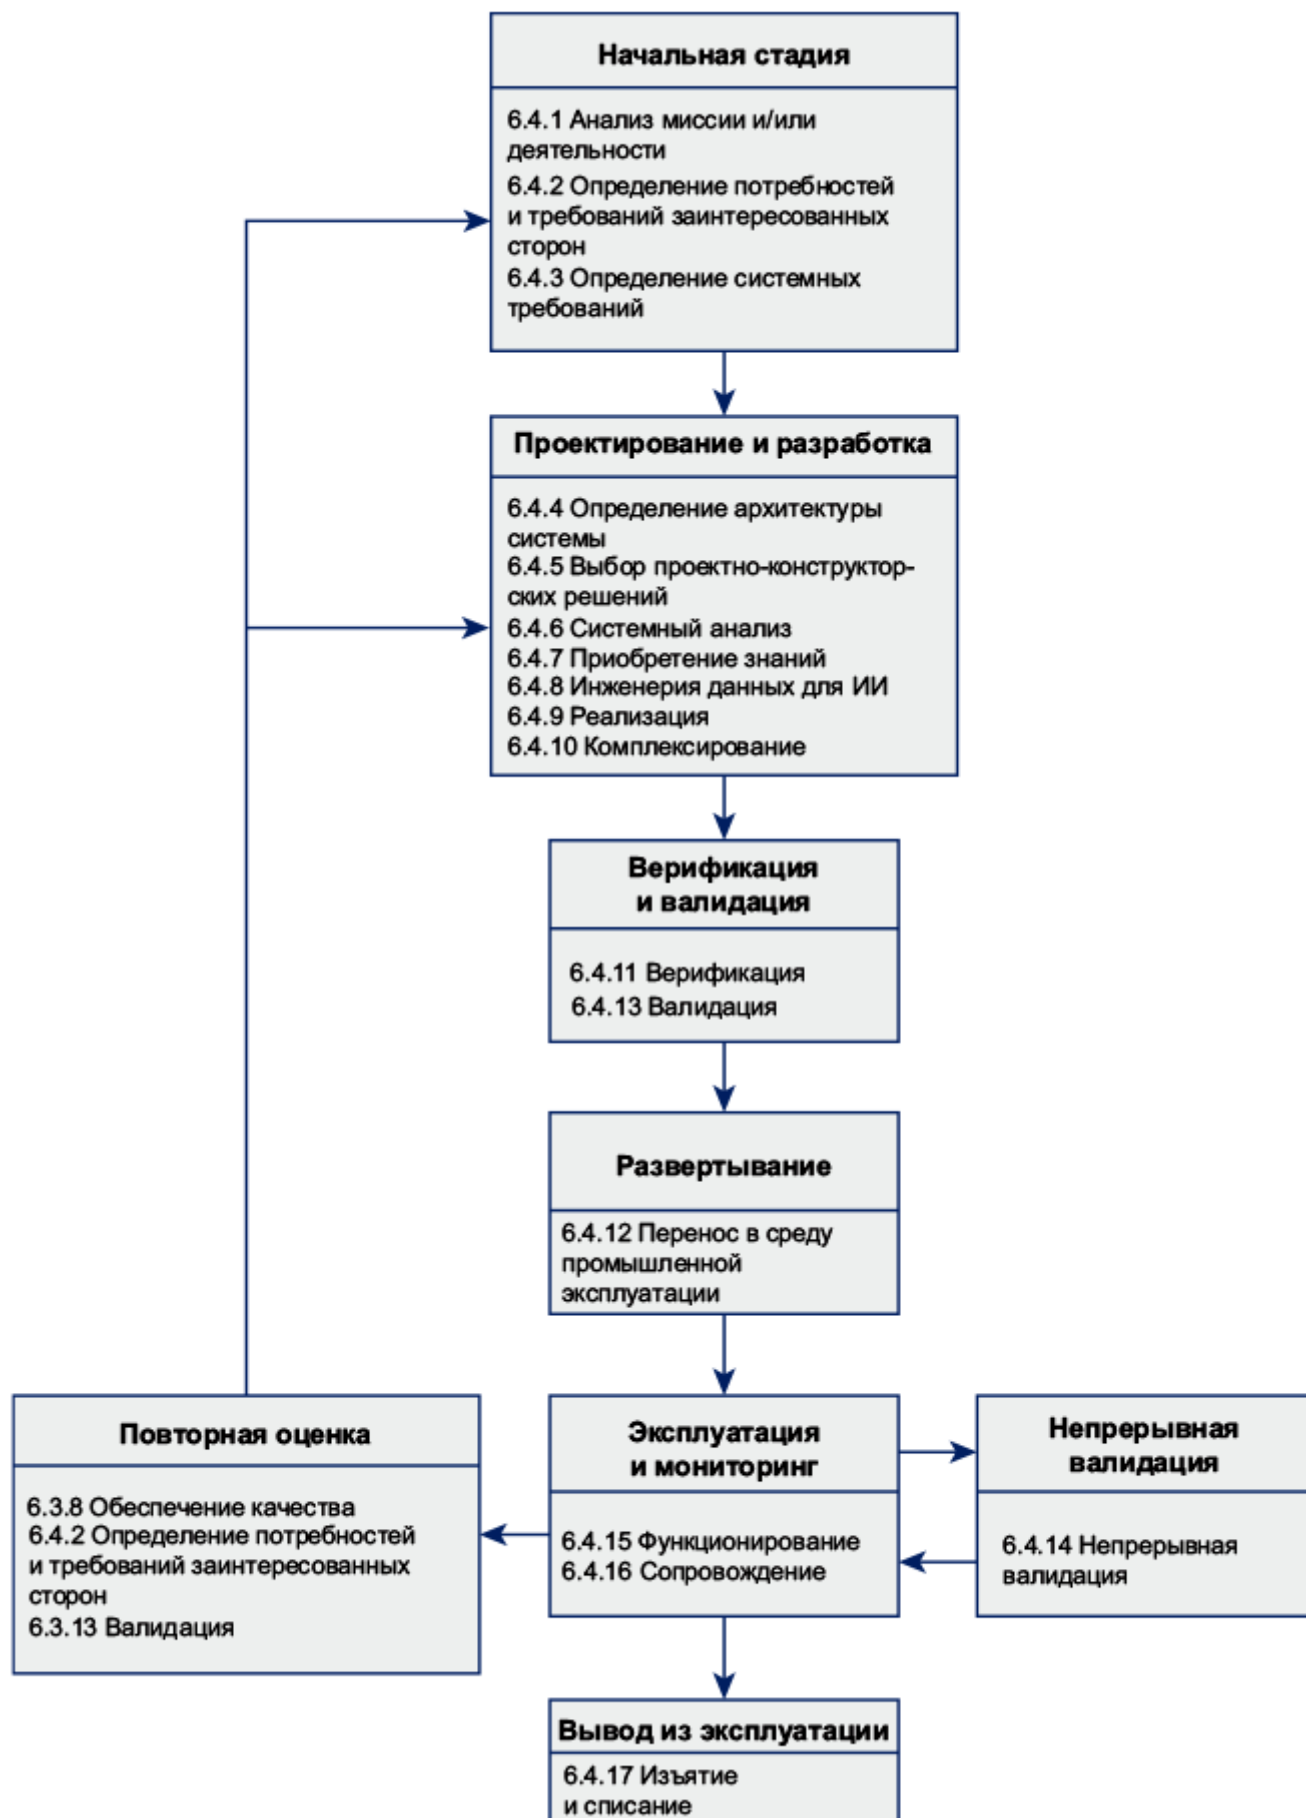 Начальная стадия
6.4.1 Анализ миссии и/или
деятельности
6.4.2 Определение потребностей
и требований заинтересованных
сторон
6.4.3 Определение системных
требований
Проектирование и разработка
6.4.4 Определение архитектуры
системы
6.4.5 Выбор проектно-конструктор-
ских решений
6.4.6 Системный анализ
6.4.7 Приобретение знаний
6.4.8 Инженерия данных для ИИ
6.4.9 Реализация
6.4.10 Комплексирование
Верификация
и валидация
6.4.11 Верификация
6.4.13 Валидация
Развертывание
6.4.12 Перенос в среду
промышленной
эксплуатации
Повторная оценка
6.3.8 Обеспечение качества
6.4.2 Определение потребностей
и требований заинтересованных
сторон
6.3.13 Валидация
Эксплуатация
и мониторинг
6.4.15 Функционирование
6.4.16 Сопровождение
Непрерывная
валидация
6.4.14 Непрерывная
валидация
Вывод из эксплуатации
6.4.17 Изъятие
и списание